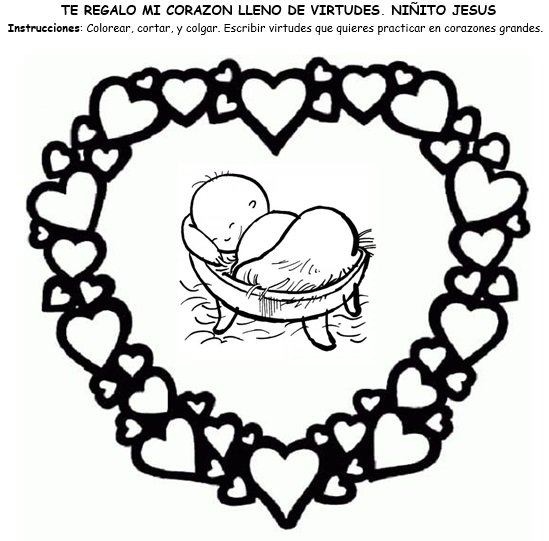 TE REGALO MI CORAZON LLENO DE VIRTUDES. NIÑITO JESUS
Instrucciones: Colorear, cortar, y colgar. Escribir virtudes que quieres practicar en corazones grandes.